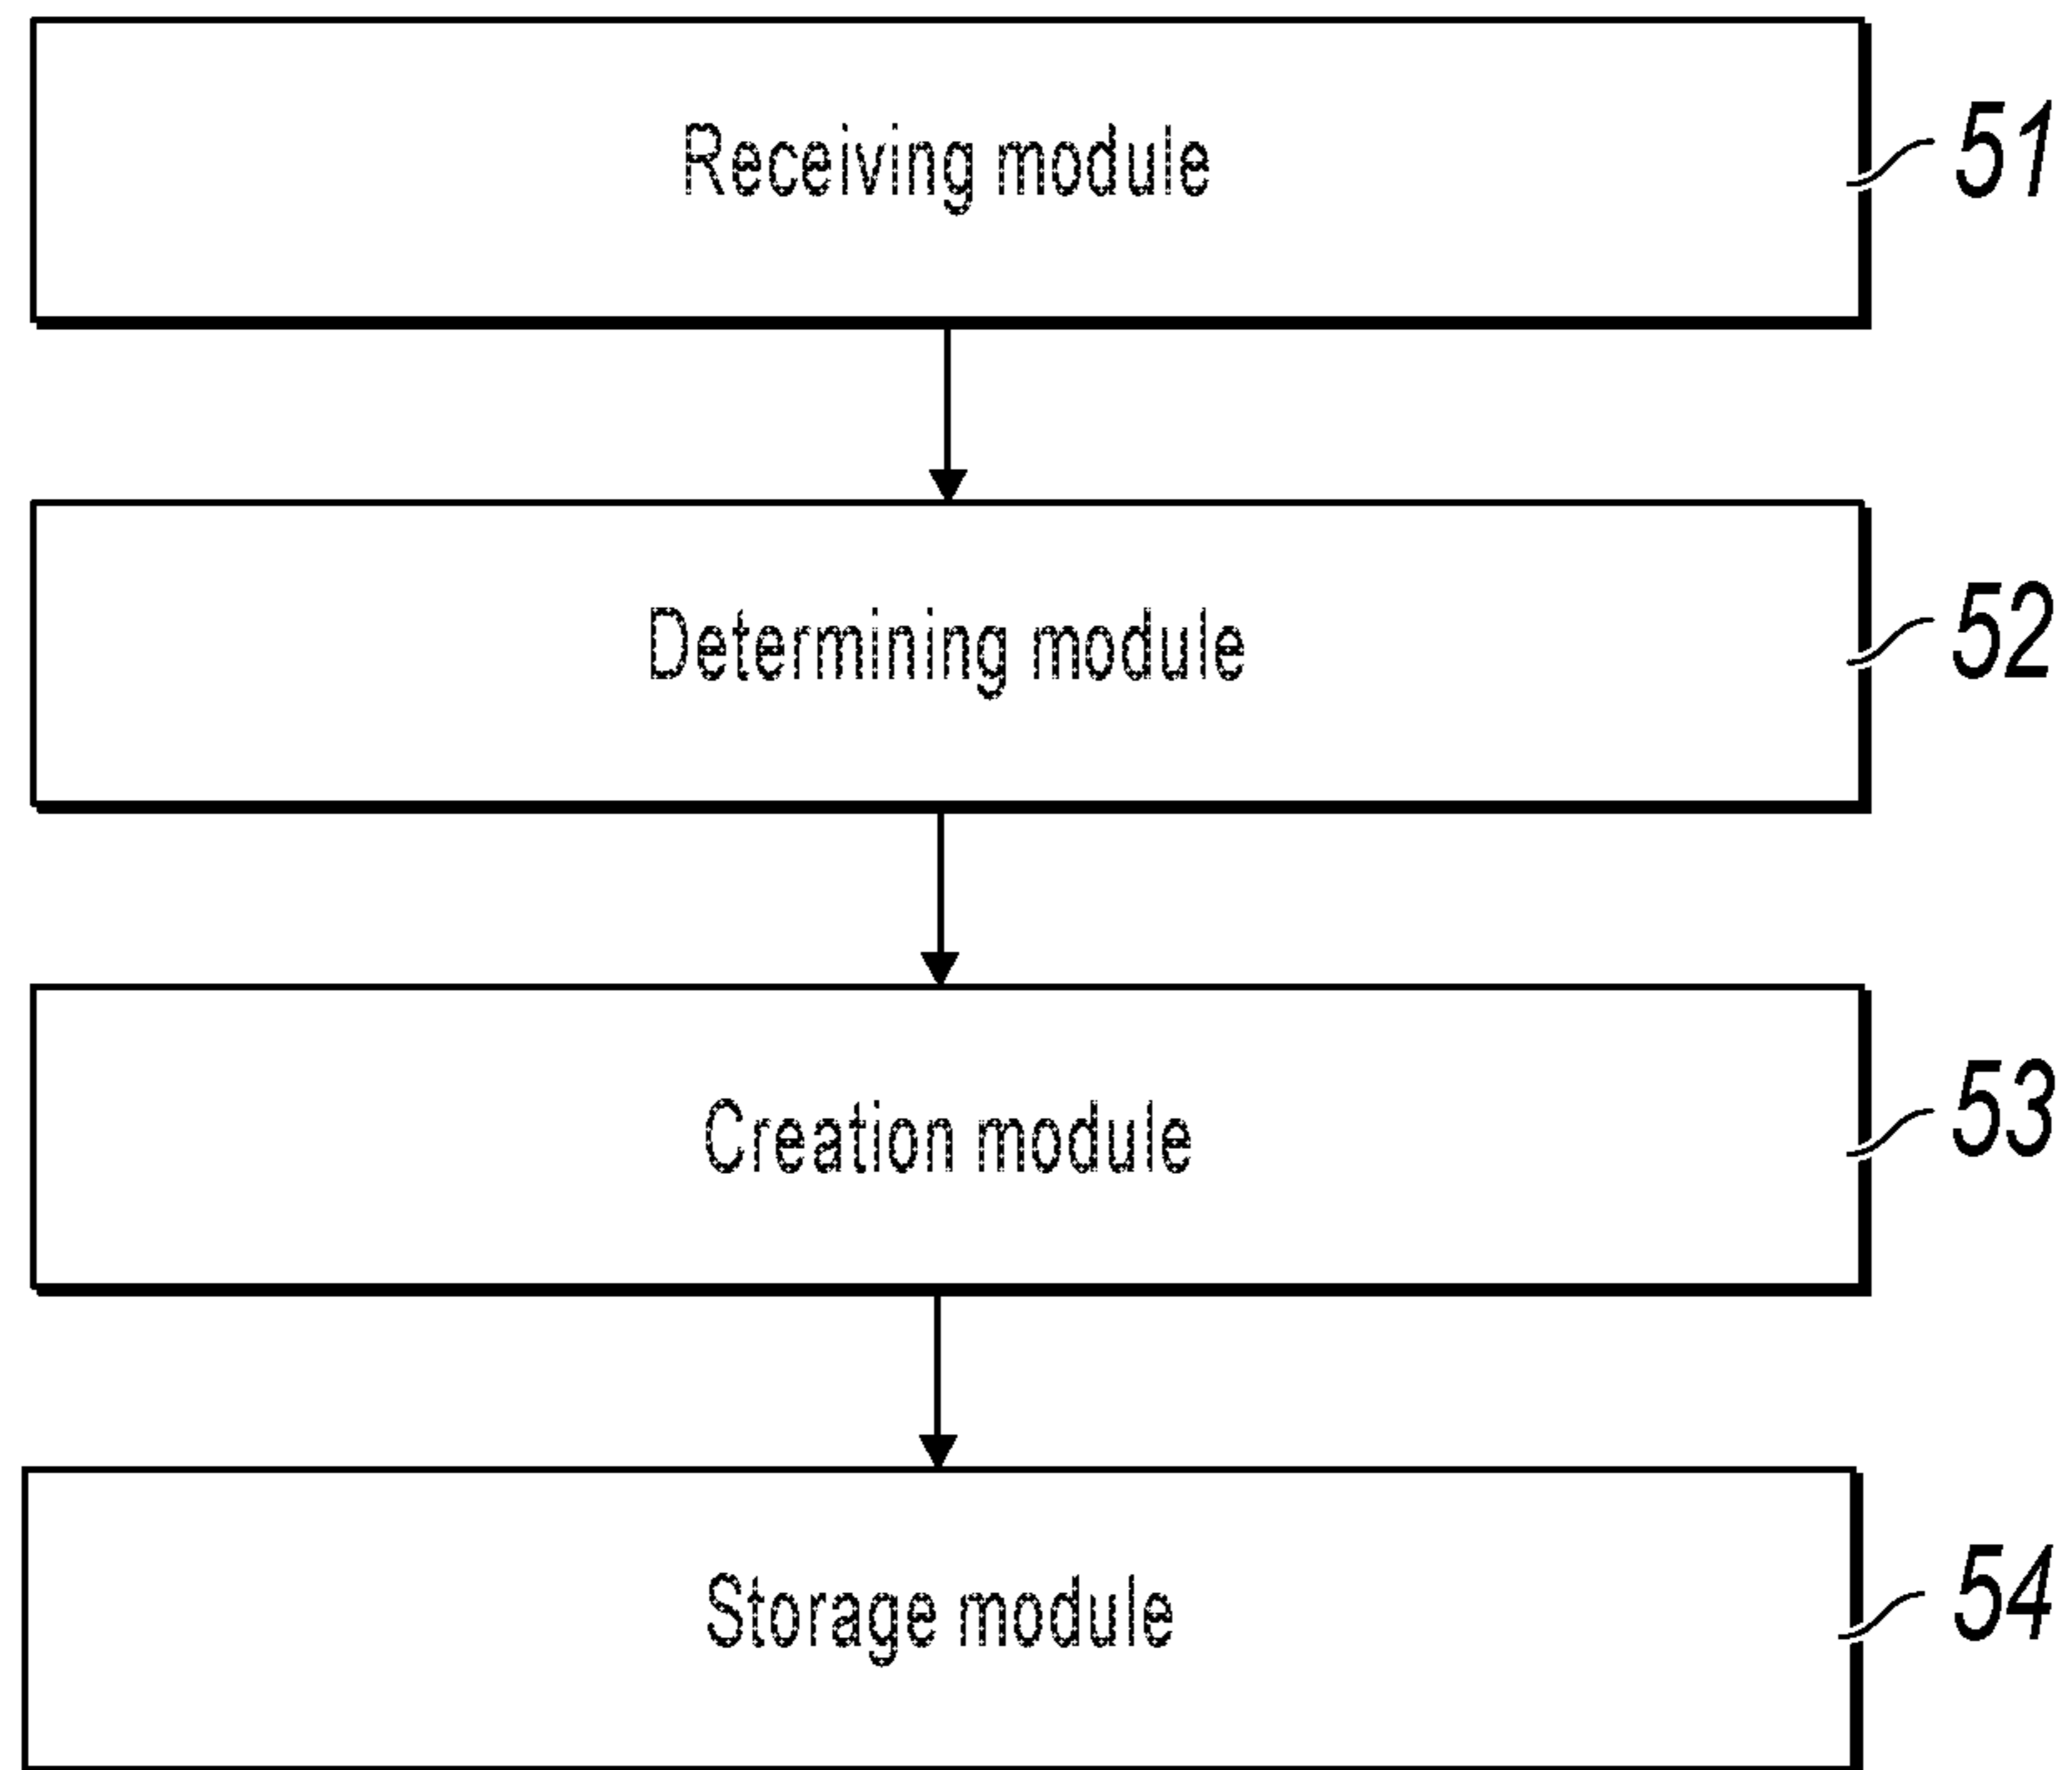 Receiving module 51
Determining module 52
Creation module 53
Storage module 54